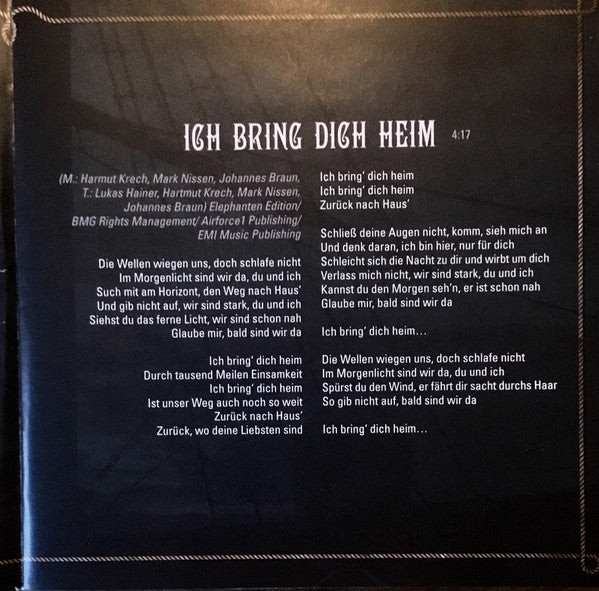 ICH BRING DICH HEIM 4:17
(M.: Harmut Krech, Mark Nissen, Johannes Braun,
T.: Lukas Hainer, Hartmut Krech, Mark Nissen,
Johannes Braun) Elephanten Edition/
BMG Rights Management/ Airforce1 Publishing/
EMI Music Publishing
Die Wellen wiegen uns, doch schlafe nicht
Im Morgenlicht sind wir da, du und ich
Such mit am Horizont, den Weg nach Haus'
Und gib nicht auf, wir sind stark, du und ich
Siehst du das ferne Licht, wir sind schon nah
Glaube mir, bald sind wir da
Ich bring' dich heim
Durch tausend Meilen Einsamkeit
Ich bring' dich heim
Ist unser Weg auch noch so weit
Zurück nach Haus'
Zurück, wo deine Liebsten sind
Ich bring' dich heim
Ich bring' dich heim
Zurück nach Haus'
Schließ deine Augen nicht, komm, sieh mich an
Und denk daran, ich bin hier, nur für dich
Schleicht sich die Nacht zu dir und wirbt um dich
Verlass mich nicht, wir sind stark, du und ich
Kannst du den Morgen seh'n, er ist schon nah
Glaube mir, bald sind wir da
Ich bring' dich heim...
Die Wellen wiegen uns, doch schlafe nicht
Im Morgenlicht sind wir da, du und ich
Spürst du den Wind, er fährt dir sacht durchs Haar
So gib nicht auf, bald sind wir da
Ich bring' dich heim...